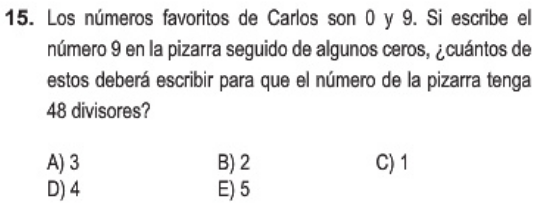 15. Los números favoritos de Carlos son 0 y 9. Si escribe el
número 9 en la pizarra seguido de algunos ceros, ¿cuántos de
estos deberá escribir para que el número de la pizarra tenga
48 divisores?
A) 3 B) 2 C) 1
D) 4 E) 5